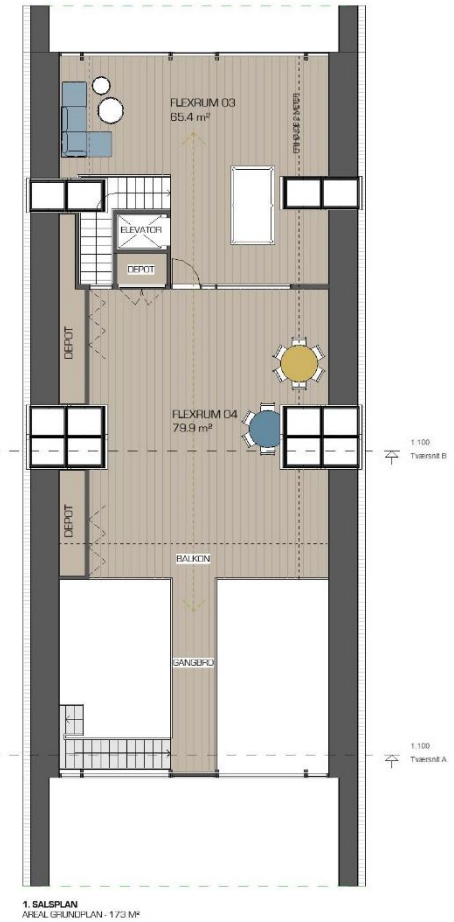 FLEXRUM 03
65.4 m²
ELEVATOR
DEPOT
DEPOT
FLEXRUM 04
79.9 m²
1:100
Tværsnit B
DEPOT
BALKON
GANGBRO
1:100
Tværsnit A
1. SALSPLAN
AREAL GRUNDPLAN - 173 M²